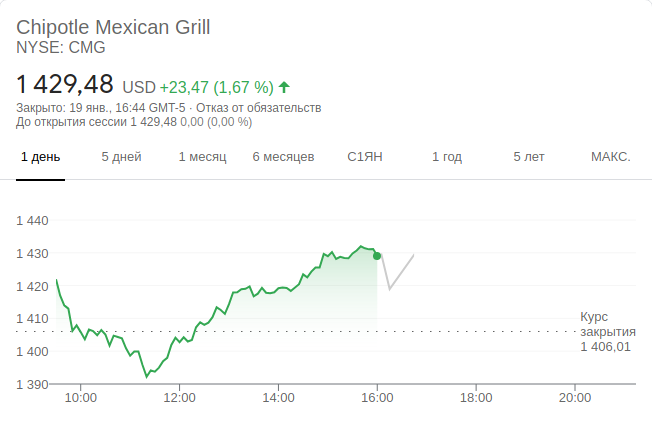 Chipotle Mexican Grill
NYSE: CMG
1 429,48 USD +23,47 (1,67 %)
Закрыто: 19 янв., 16:44 GMT-5 · Отказ от обязательств
До открытия сессии 1 429,48 0,00 (0,00 %)
1 день 5 дней 1 месяц 6 месяцев С1ЯН 1 год 5 лет МАКС.
1 440
1 430
1 420
1 410
1 400
1 390
Курс
закрытия
1 406,01
10:00 12:00 14:00 16:00 18:00 20:00